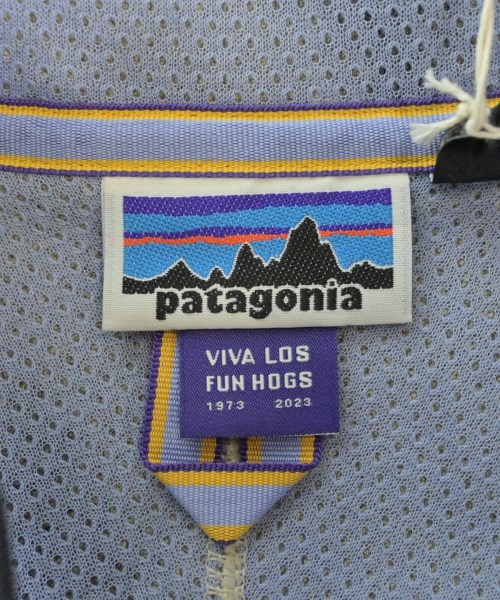 patagonia
VIVA LOS
FUN HOGS
1973 2023